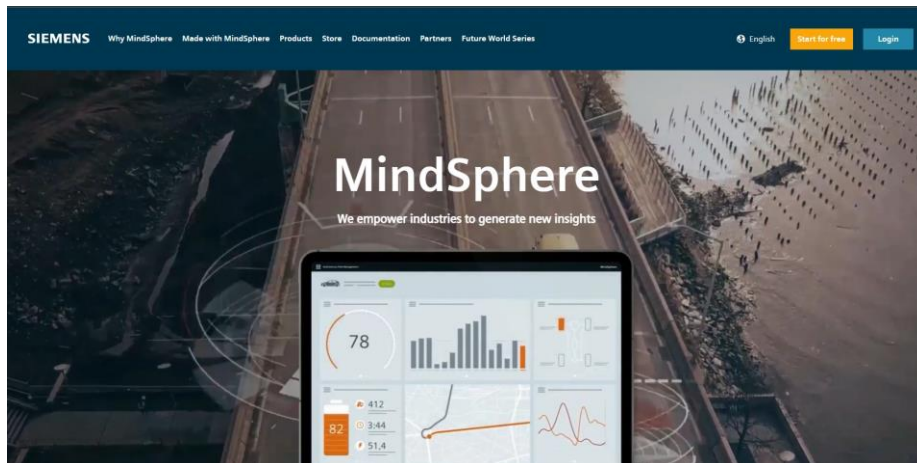 SIEMENS Why MindSphere Made with MindSphere Products Store Documentation Partners Future World Series English Start for free Login
MindSphere
We empower industries to generate new insights
78
82
412
3:44
51,4